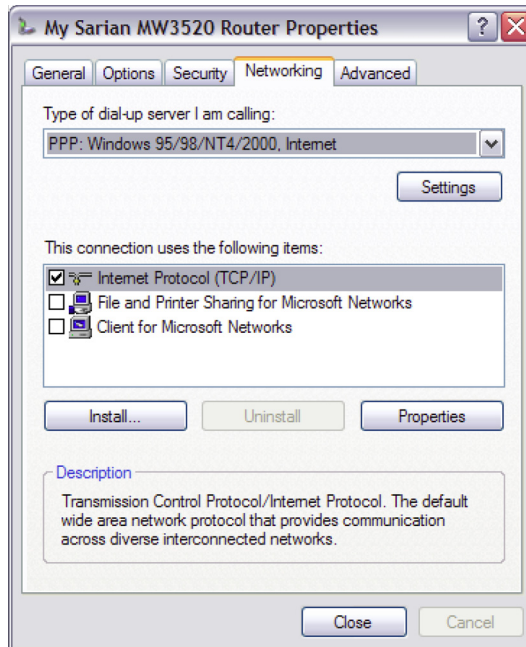 My Sarian MW3520 Router Properties
General Options Security Networking Advanced
Type of dial-up server I am calling:
PPP: Windows 95/98/NT4/2000, Internet
Settings
This connection uses the following items:
Internet Protocol (TCP/IP)
File and Printer Sharing for Microsoft Networks
Client for Microsoft Networks
Install... Uninstall Properties
Description
Transmission Control Protocol/Internet Protocol. The default
wide area network protocol that provides communication
across diverse interconnected networks.
Close Cancel